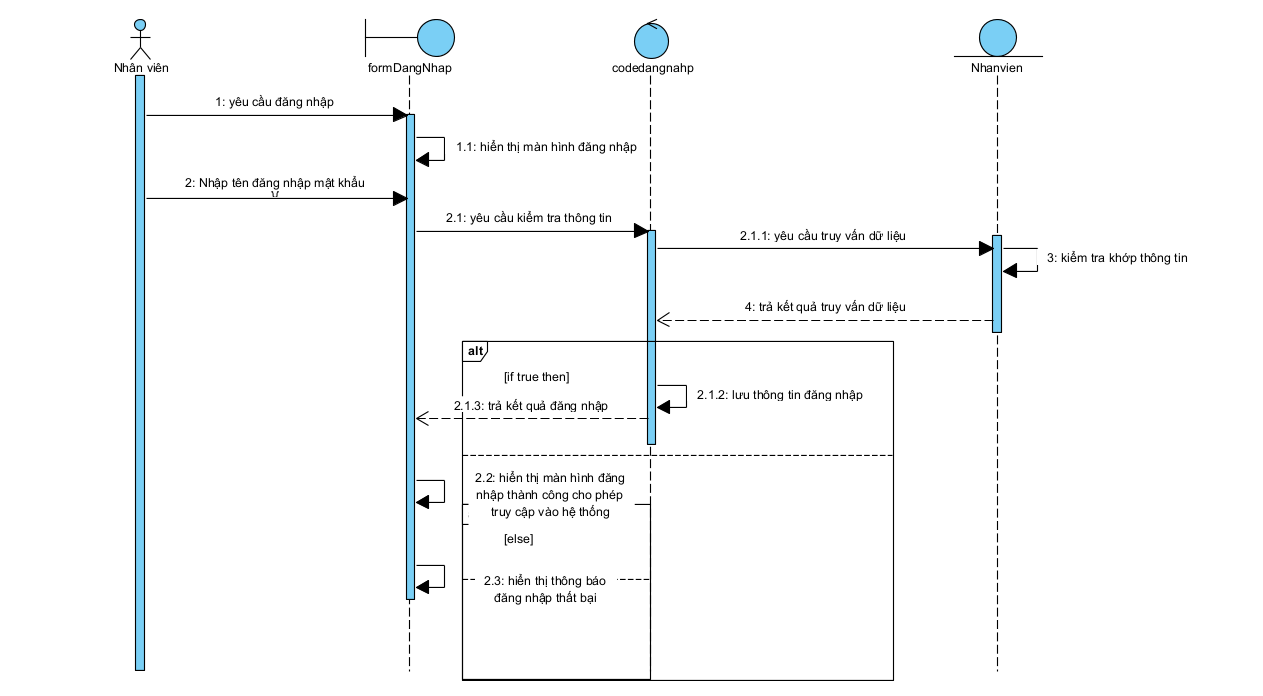 Nhân viên
formDangNhap
codedangnahp
Nhanvien
1: yêu cầu đăng nhập
1.1: hiển thị màn hình đăng nhập
2: Nhập tên đăng nhập mật khẩu
2.1: yêu cầu kiểm tra thông tin
2.1.1: yêu cầu truy vấn dữ liệu
3: kiểm tra khớp thông tin
4: trả kết quả truy vấn dữ liệu
alt
[if true then]
2.1.2: lưu thông tin đăng nhập
2.1.3: trả kết quả đăng nhập
2.2: hiển thị màn hình đăng
nhập thành công cho phép
truy cập vào hệ thống
[else]
2.3: hiển thị thông báo
đăng nhập thất bại